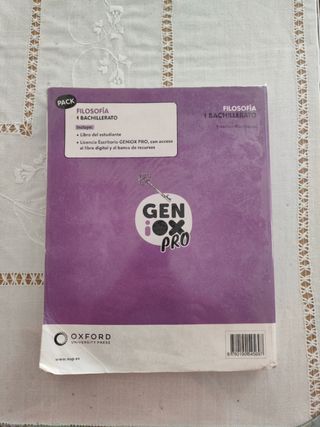 PACK
FILOSOFÍA
1 BACHILLERATO
Incluye:
• Libro del estudiante
• Licencia Escritorio GENiOX PRO, con acceso
al libro digital y al banco de recursos
FILOSOFÍA
1 BACHILLERATO
GEN
iOX
PRO
OXFORD
UNIVERSITY PRESS
www.oup.es